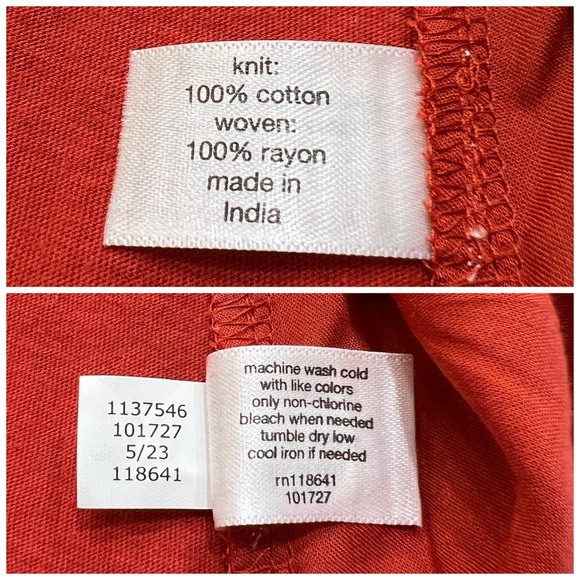 knit:
100% cotton
woven:
100% rayon
made in
India
1137546
101727
5/23
118641
machine wash cold
with like colors
only non-chlorine
bleach when needed
tumble dry low
cool iron if needed
rn118641
101727